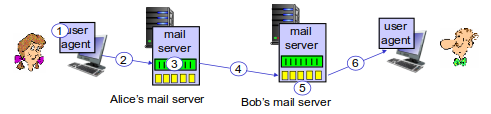 1 user
agent
2
mail
server
3
Alice's mail server
4
mail
server
5
Bob's mail server
6
user
agent